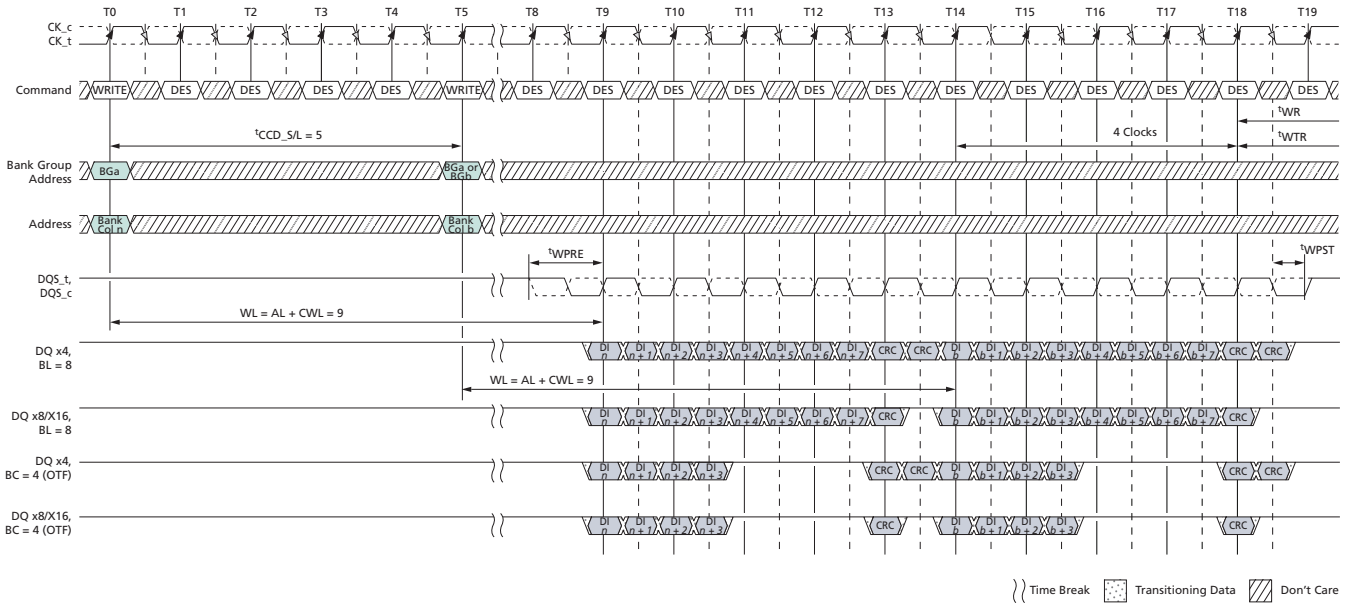 T0 T1 T2 T3 T4 T5 T8 T9 T10 T11 T12 T13 T14 T15 T16 T17 T18 T19
CK_c
CK_t
Command WRITE DES DES DES DES WRITE DES DES DES DES DES DES DES DES DES DES DES DES
tWR
tCCD_S/L = 5 4 Clocks tWTR
Bank Group
Address
BGa BGa or
BGb
Address Bank
Col n Bank
Col b
tWPRE tWPST
DQS_t,
DQS_c
WL = AL + CWL = 9
DQ x4,
BL = 8
DI
n DI
n + 1 DI
n + 2 DI
n + 3 DI
n + 4 DI
n + 5 DI
n + 6 DI
n + 7 CRC CRC DI
b DI
b + 1 DI
b + 2 DI
b + 3 DI
b + 4 DI
b + 5 DI
b + 6 DI
b + 7 CRC CRC
WL = AL + CWL = 9
DQ x8/X16,
BL = 8
DI
n DI
n + 1 DI
n + 2 DI
n + 3 DI
n + 4 DI
n + 5 DI
n + 6 DI
n + 7 CRC DI
b DI
b + 1 DI
b + 2 DI
b + 3 DI
b + 4 DI
b + 5 DI
b + 6 DI
b + 7 CRC
DQ x4,
BC = 4 (OTF)
DI
n DI
n + 1 DI
n + 2 DI
n + 3 CRC CRC DI
b DI
b + 1 DI
b + 2 DI
b + 3 CRC CRC
DQ x8/X16,
BC = 4 (OTF)
DI
n DI
n + 1 DI
n + 2 DI
n + 3 CRC DI
b DI
b + 1 DI
b + 2 DI
b + 3 CRC
Time Break Transitioning Data Don't Care